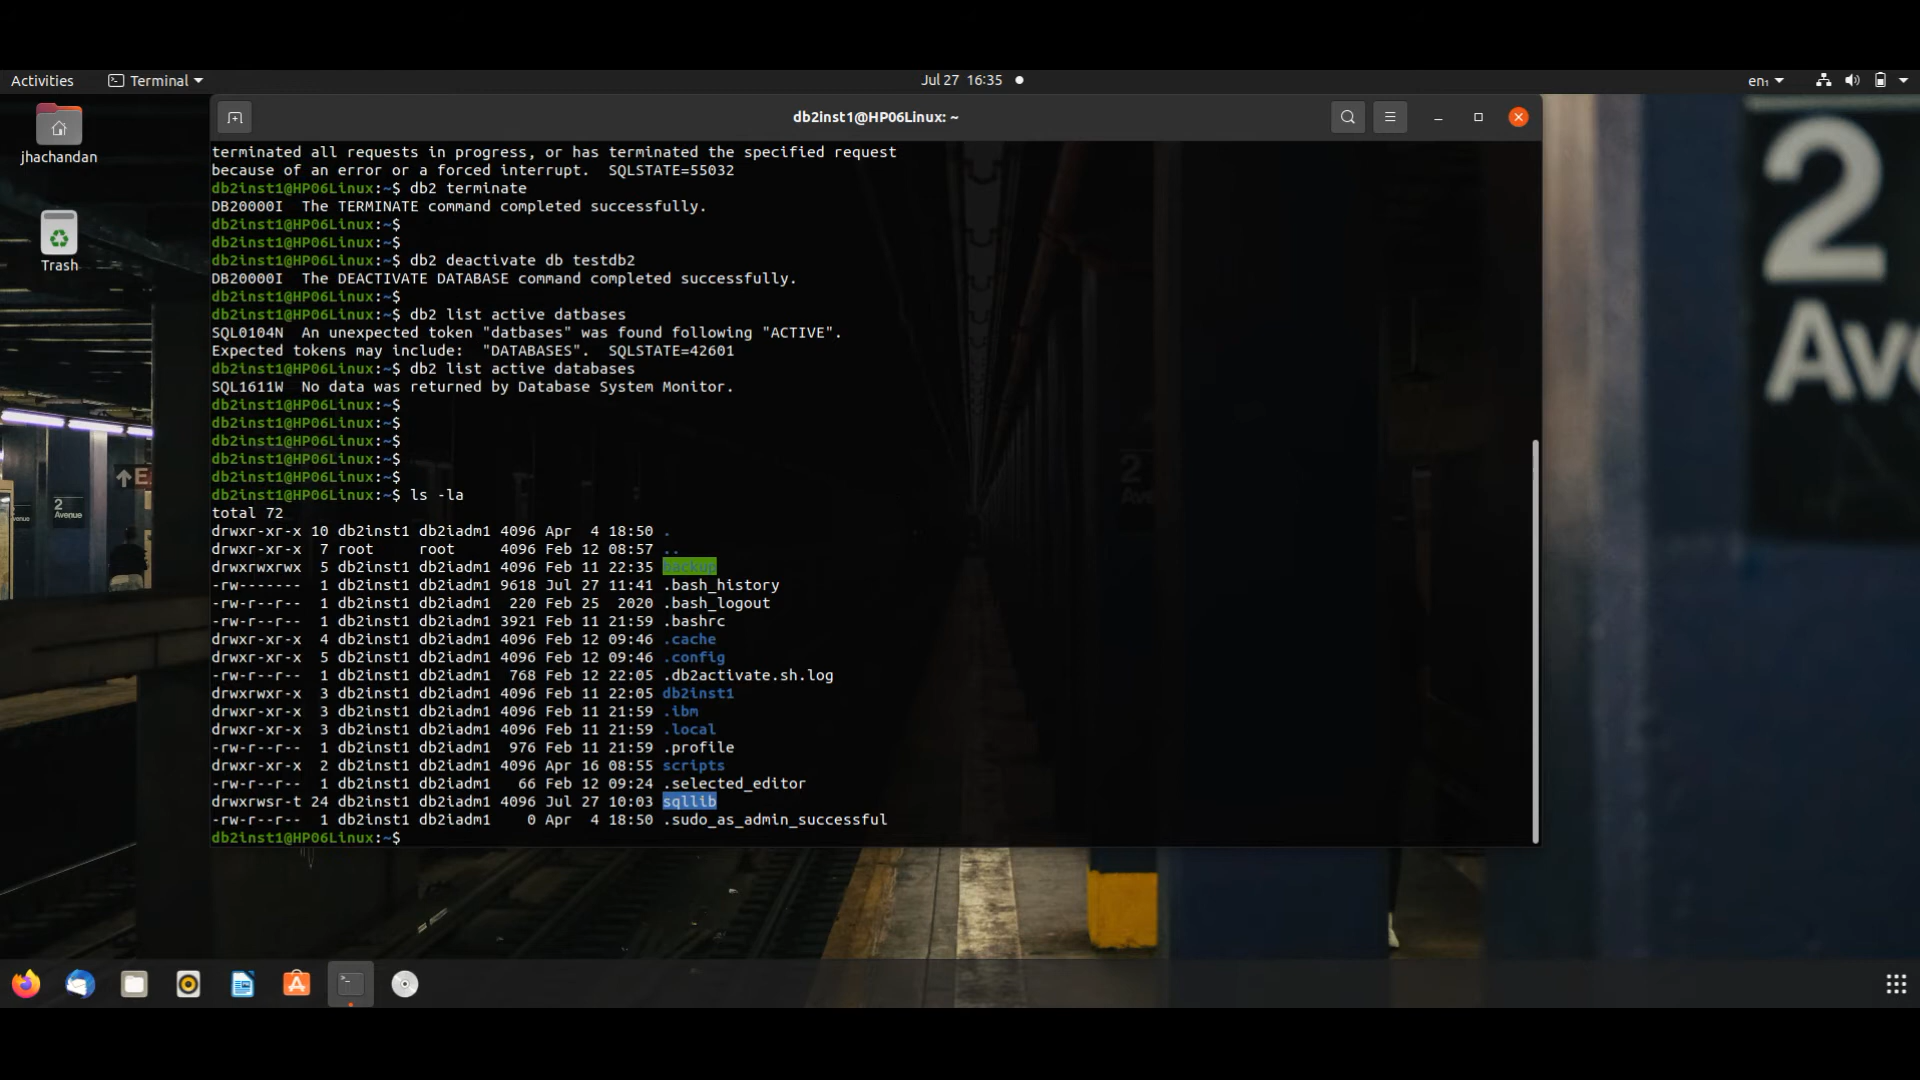 Activities
Terminal
Jul 27 16:35
en₁
jhachandan
Trash
db2inst1@HP06Linux: ~
terminated all requests in progress, or has terminated the specified request
because of an error or a forced interrupt.  SQLSTATE=55032
db2inst1@HP06Linux:~$ db2 terminate
DB20000I  The TERMINATE command completed successfully.
db2inst1@HP06Linux:~$
db2inst1@HP06Linux:~$
db2inst1@HP06Linux:~$ db2 deactivate db testdb2
DB20000I  The DEACTIVATE DATABASE command completed successfully.
db2inst1@HP06Linux:~$
db2inst1@HP06Linux:~$ db2 list active datbases
SQL0104N  An unexpected token "datbases" was found following "ACTIVE".
Expected tokens may include:  "DATABASES".  SQLSTATE=42601
db2inst1@HP06Linux:~$ db2 list active databases
SQL1611W  No data was returned by Database System Monitor.
db2inst1@HP06Linux:~$
db2inst1@HP06Linux:~$
db2inst1@HP06Linux:~$
db2inst1@HP06Linux:~$
db2inst1@HP06Linux:~$
db2inst1@HP06Linux:~$ ls -la
total 72
drwxr-xr-x 10 db2inst1 db2iadm1 4096 Apr  4 18:50 .
drwxr-xr-x  7 root     root     4096 Feb 12 08:57 ..
drwxrwxrwx  5 db2inst1 db2iadm1 4096 Feb 11 22:35 backup
-rw-------  1 db2inst1 db2iadm1 9618 Jul 27 11:41 .bash_history
-rw-r--r--  1 db2inst1 db2iadm1  220 Feb 25  2020 .bash_logout
-rw-r--r--  1 db2inst1 db2iadm1 3921 Feb 11 21:59 .bashrc
drwxr-xr-x  4 db2inst1 db2iadm1 4096 Feb 12 09:46 .cache
drwxr-xr-x  5 db2inst1 db2iadm1 4096 Feb 12 09:46 .config
-rw-r--r--  1 db2inst1 db2iadm1  768 Feb 12 22:05 .db2activate.sh.log
drwxrwxr-x  3 db2inst1 db2iadm1 4096 Feb 11 22:05 db2inst1
drwxrwxr-x  3 db2inst1 db2iadm1 4096 Feb 11 21:59 .ibm
drwxrwxr-x  3 db2inst1 db2iadm1 4096 Feb 11 21:59 .local
-rw-r--r--  1 db2inst1 db2iadm1  976 Feb 11 21:59 .profile
drwxr-xr-x  2 db2inst1 db2iadm1 4096 Apr 16 08:55 scripts
-rw-r--r--  1 db2inst1 db2iadm1   66 Feb 12 09:24 .selected_editor
drwxrwsr-t 24 db2inst1 db2iadm1 4096 Jul 27 10:03 sqllib
-rw-r--r--  1 db2inst1 db2iadm1    0 Apr  4 18:50 .sudo_as_admin_successful
db2inst1@HP06Linux:~$
2
Ave
2
Ave
E
2
Avenue